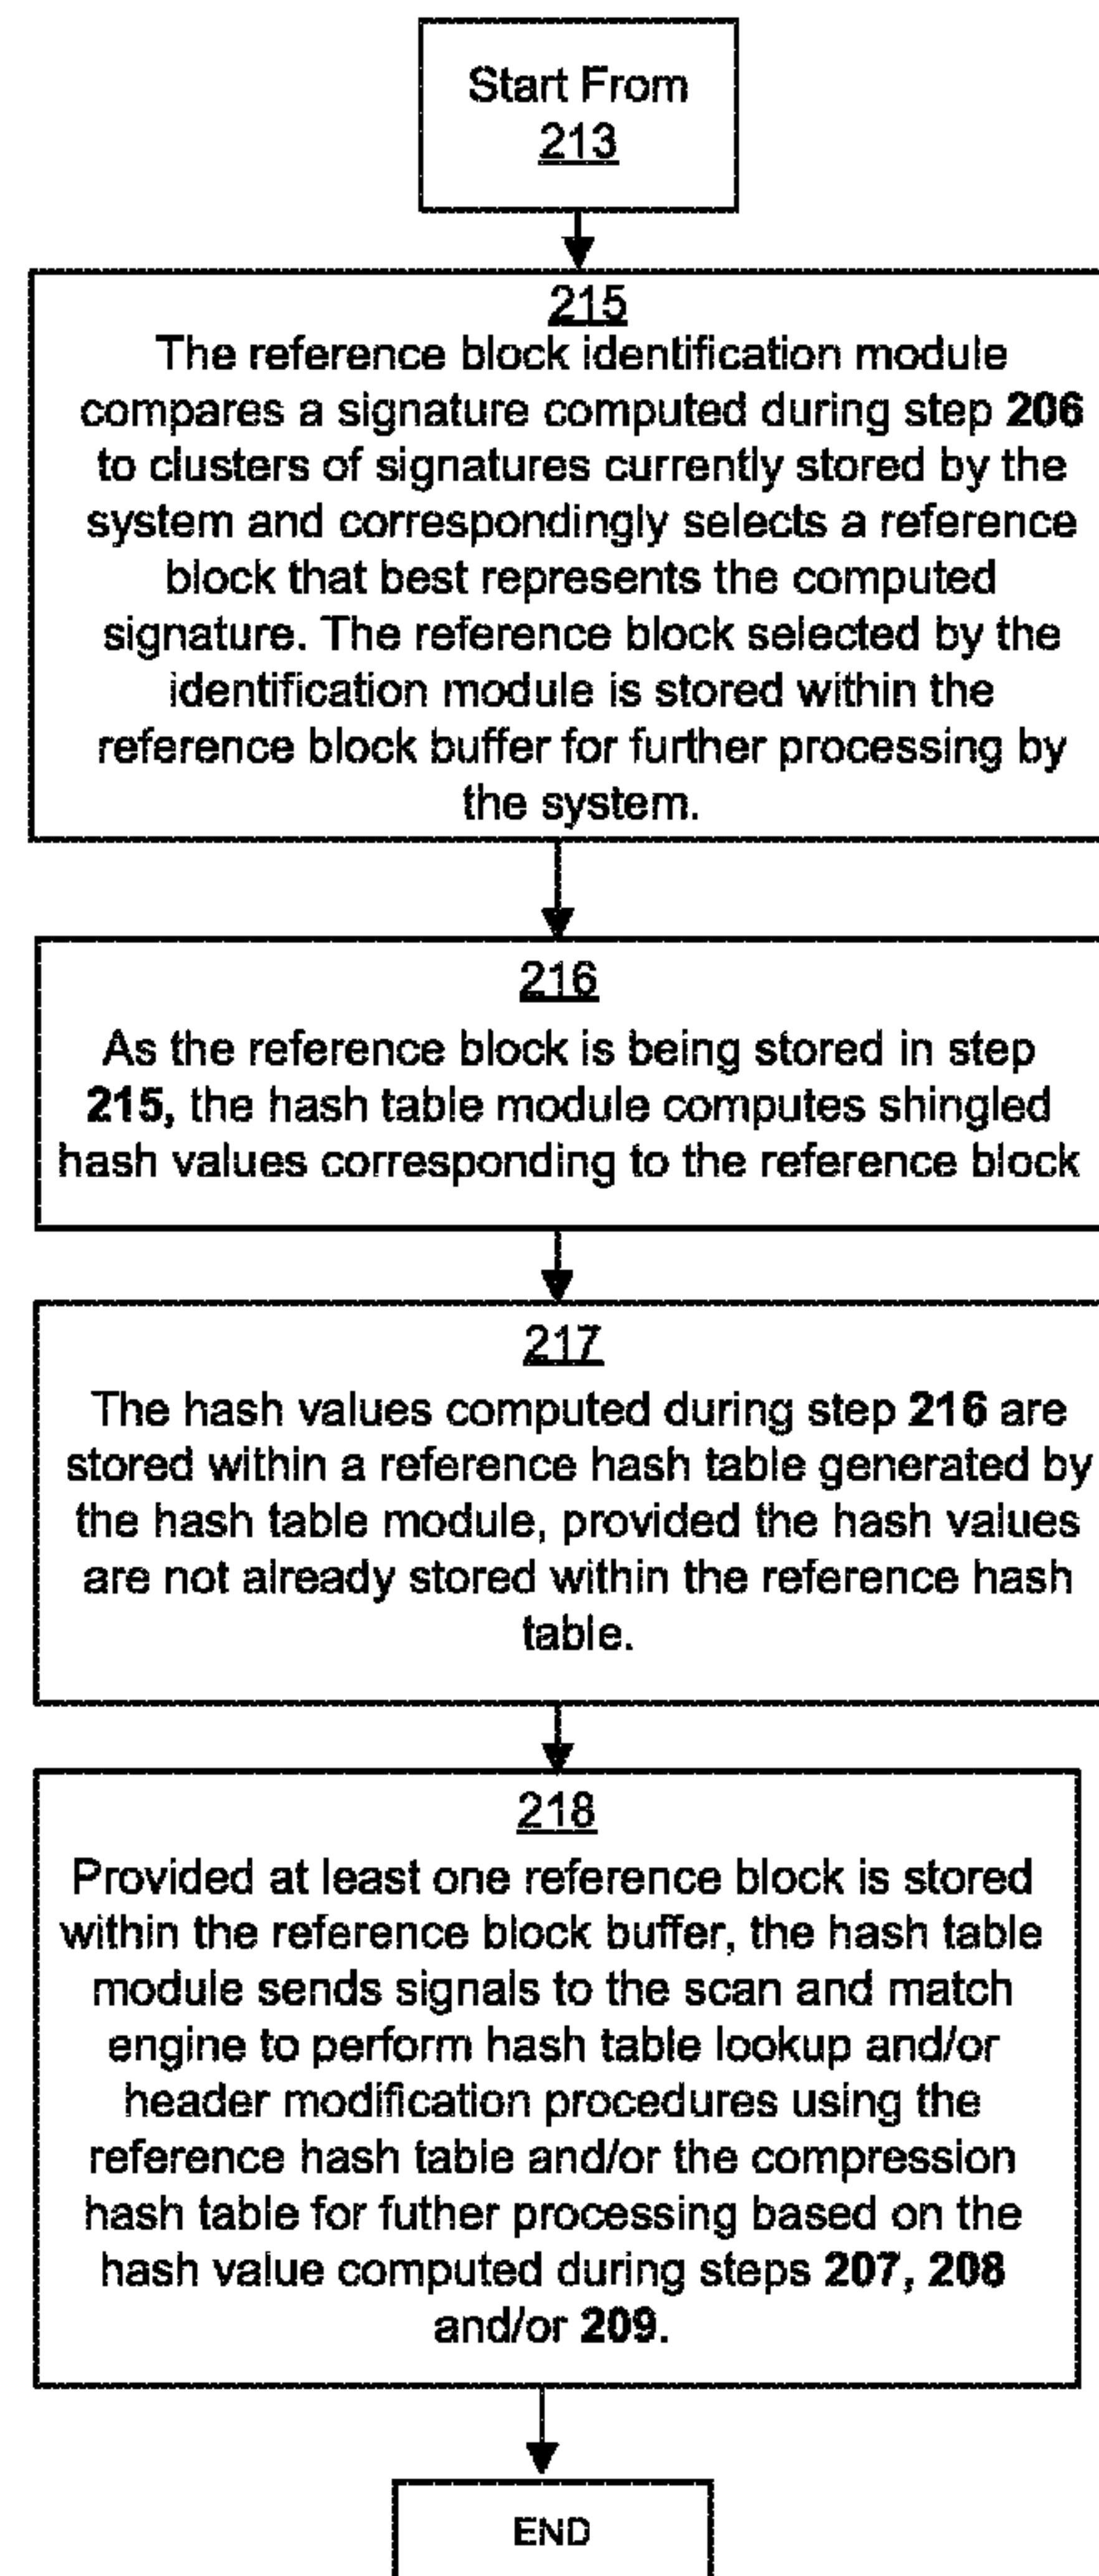 Start From
213
215
The reference block identification module
compares a signature computed during step 206
to clusters of signatures currently stored by the
system and correspondingly selects a reference
block that best represents the computed
signature. The reference block selected by the
identification module is stored within the
reference block buffer for further processing by
the system.
216
As the reference block is being stored in step
215, the hash table module computes shingled
hash values corresponding to the reference block
217
The hash values computed during step 216 are
stored within a reference hash table generated by
the hash table module, provided the hash values
are not already stored within the reference hash
table.
218
Provided at least one reference block is stored
within the reference block buffer, the hash table
module sends signals to the scan and match
engine to perform hash table lookup and/or
header modification procedures using the
reference hash table and/or the compression
hash table for futher processing based on the
hash value computed during steps 207, 208
and/or 209.
END